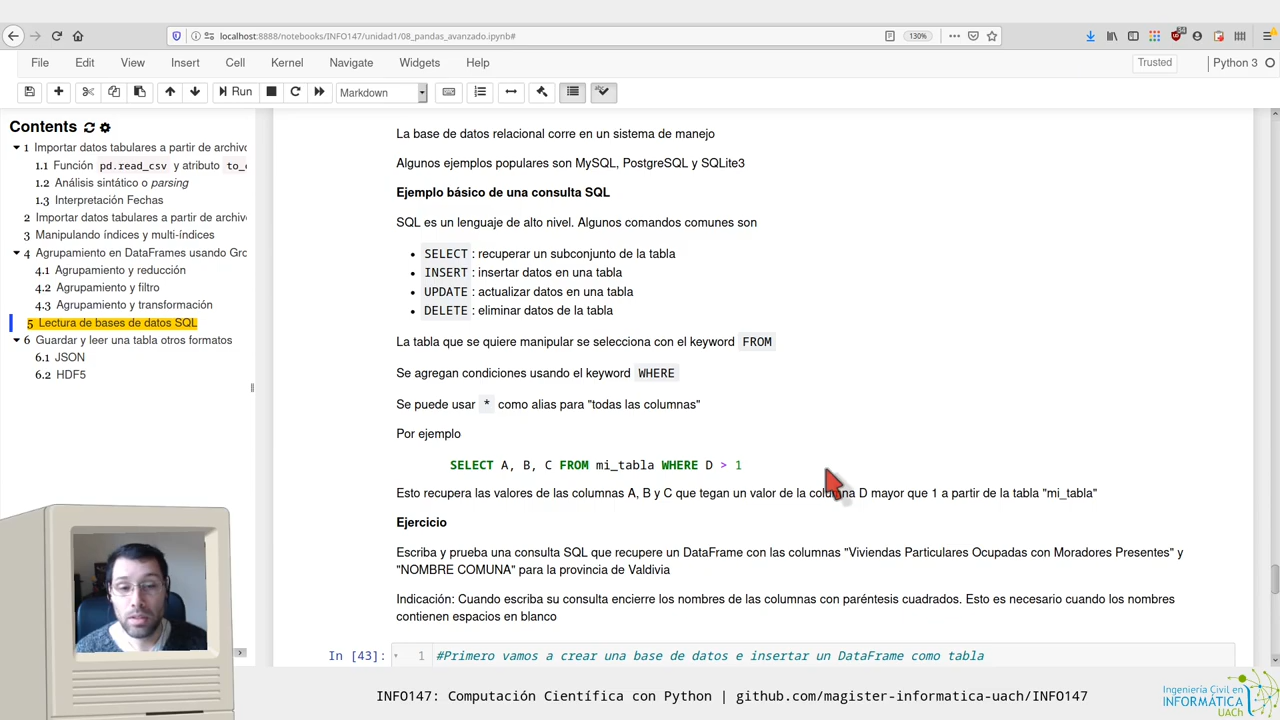 localhost:8888/notebooks/INFO147/unidad1/08_pandas_avanzado.ipynb#
130%
File Edit View Insert Cell Kernel Navigate Widgets Help
Trusted
Python 3
Run
Markdown
Contents
1 Importar datos tabulares a partir de archivo
1.1 Función pd.read_csv y atributo to_
1.2 Análisis sintático o parsing
1.3 Interpretación Fechas
2 Importar datos tabulares a partir de archivo
3 Manipulando índices y multi-índices
4 Agrupamiento en DataFrames usando Gro
4.1 Agrupamiento y reducción
4.2 Agrupamiento y filtro
4.3 Agrupamiento y transformación
5 Lectura de bases de datos SQL
6 Guardar y leer una tabla otros formatos
6.1 JSON
6.2 HDF5
La base de datos relacional corre en un sistema de manejo
Algunos ejemplos populares son MySQL, PostgreSQL y SQLite3
Ejemplo básico de una consulta SQL
SQL es un lenguaje de alto nivel. Algunos comandos comunes son
• SELECT : recuperar un subconjunto de la tabla
• INSERT : insertar datos en una tabla
• UPDATE : actualizar datos en una tabla
• DELETE : eliminar datos de la tabla
La tabla que se quiere manipular se selecciona con el keyword FROM
Se agregan condiciones usando el keyword WHERE
Se puede usar * como alias para "todas las columnas"
Por ejemplo
SELECT A, B, C FROM mi_tabla WHERE D > 1
Esto recupera las valores de las columnas A, B y C que tegan un valor de la columna D mayor que 1 a partir de la tabla "mi_tabla"
Ejercicio
Escriba y prueba una consulta SQL que recupere un DataFrame con las columnas "Viviendas Particulares Ocupadas con Moradores Presentes" y
"NOMBRE COMUNA" para la provincia de Valdivia
Indicación: Cuando escriba su consulta encierre los nombres de las columnas con paréntesis cuadrados. Esto es necesario cuando los nombres
contienen espacios en blanco
In [43]: 1 #Primero vamos a crear una base de datos e insertar un DataFrame como tabla
INFO147: Computación Científica con Python | github.com/magister-informatica-uach/INFO147
Ingeniería Civil en
INFORMÁTICA
UACh